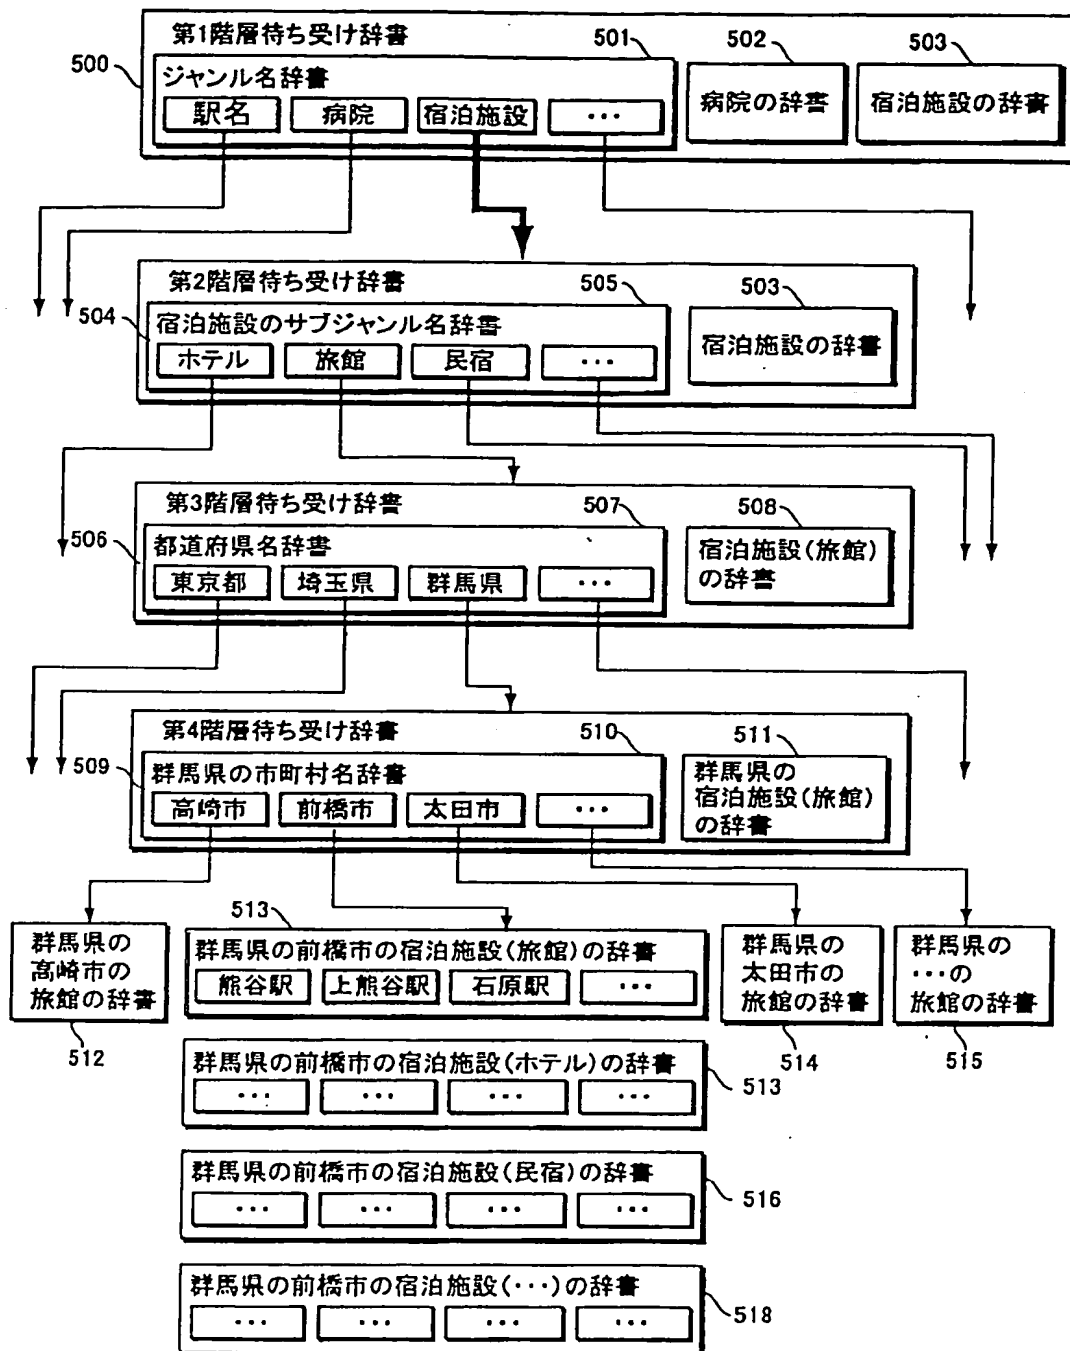 第1階層待ち受け辞書
500
501
502
503
ジャンル名辞書
駅名
病院
宿泊施設
・・・
病院の辞書
宿泊施設の辞書
第2階層待ち受け辞書
504
505
503
宿泊施設のサブジャンル名辞書
ホテル
旅館
民宿
・・・
宿泊施設の辞書
第3階層待ち受け辞書
506
507
508
都道府県名辞書
東京都
埼玉県
群馬県
・・・
宿泊施設(旅館)
の辞書
第4階層待ち受け辞書
509
510
511
群馬県の市町村名辞書
高崎市
前橋市
太田市
・・・
群馬県の
宿泊施設(旅館)
の辞書
群馬県の
高崎市の
旅館の辞書
512
513
群馬県の前橋市の宿泊施設(旅館)の辞書
熊谷駅
上熊谷駅
石原駅
・・・
群馬県の
太田市の
旅館の辞書
514
群馬県の
・・・の
旅館の辞書
515
群馬県の前橋市の宿泊施設(ホテル)の辞書
・・・
・・・
・・・
・・・
513
群馬県の前橋市の宿泊施設(民宿)の辞書
・・・
・・・
・・・
・・・
516
群馬県の前橋市の宿泊施設(・・・)の辞書
・・・
・・・
・・・
・・・
518